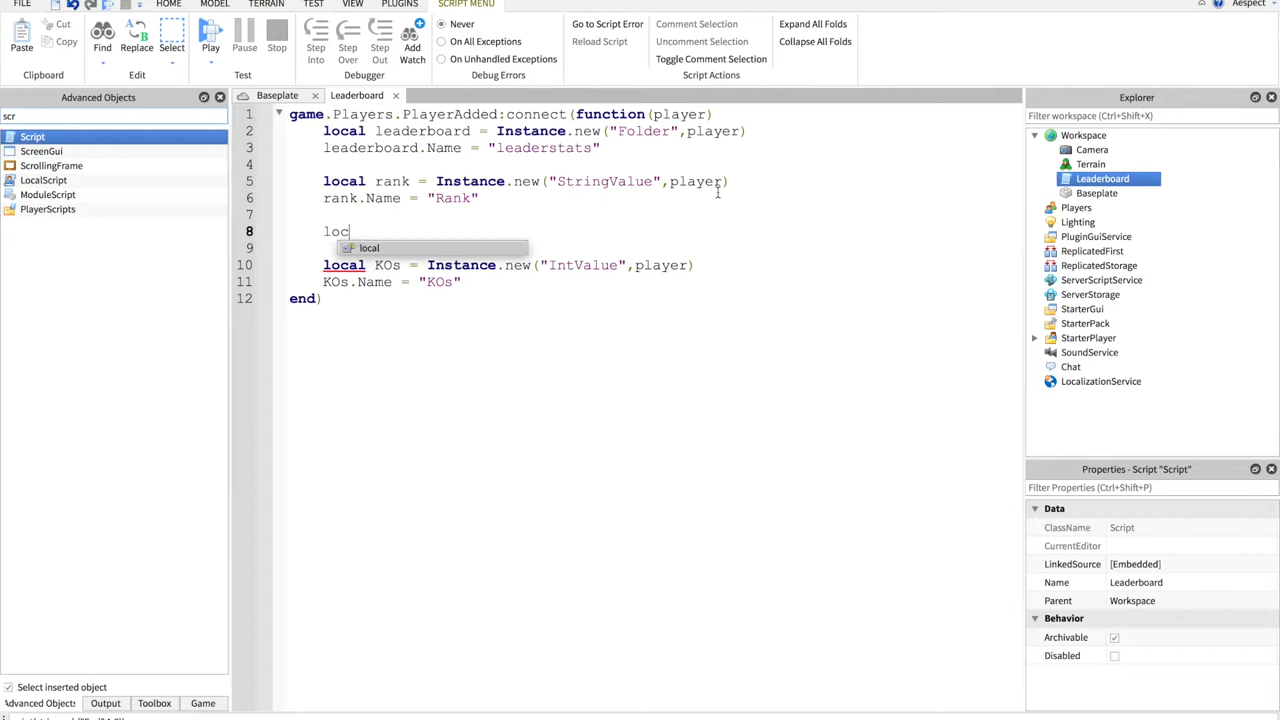 FILE HOME MODEL TERRAIN TEST VIEW PLUGINS SCRIPT MENU Aespect
Paste Cut Copy Find Replace Select Play Pause Stop Step Into Step Over Step Out Add Watch
Never
On All Exceptions
On Unhandled Exceptions
Go to Script Error
Reload Script
Comment Selection
Uncomment Selection
Toggle Comment Selection
Expand All Folds
Collapse All Folds
Clipboard Edit Test Debugger Debug Errors Script Actions
Advanced Objects
scr
Script
ScreenGui
ScrollingFrame
LocalScript
ModuleScript
PlayerScripts
Select inserted object
Advanced Objects Output Toolbox Game
Baseplate Leaderboard
1 game.Players.PlayerAdded:connect(function(player)
2 local leaderboard = Instance.new("Folder",player)
3 leaderboard.Name = "leaderstats"
4
5 local rank = Instance.new("StringValue",player)
6 rank.Name = "Rank"
7
8 loc
local
9
10 local KOs = Instance.new("IntValue",player)
11 KOs.Name = "KOs"
12 end)
Explorer
Filter workspace (Ctrl+Shift+X)
Workspace
Camera
Terrain
Leaderboard
Baseplate
Players
Lighting
PluginGuiService
ReplicatedFirst
ReplicatedStorage
ServerScriptService
ServerStorage
StarterGui
StarterPack
StarterPlayer
SoundService
Chat
LocalizationService
Properties - Script "Script"
Filter Properties (Ctrl+Shift+P)
Data
ClassName Script
CurrentEditor
LinkedSource [Embedded]
Name Leaderboard
Parent Workspace
Behavior
Archivable
Disabled